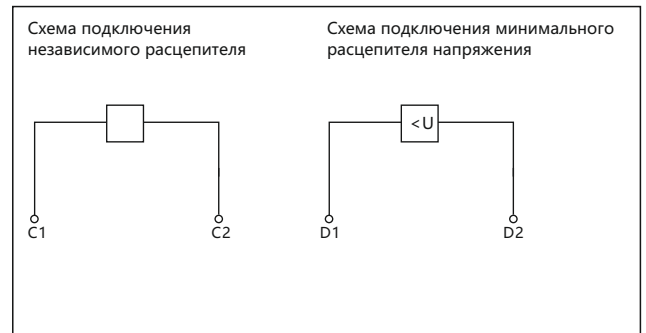 Схема подключения
независимого расцепителя
Схема подключения минимального
расцепителя напряжения
<U
C1
C2
D1
D2